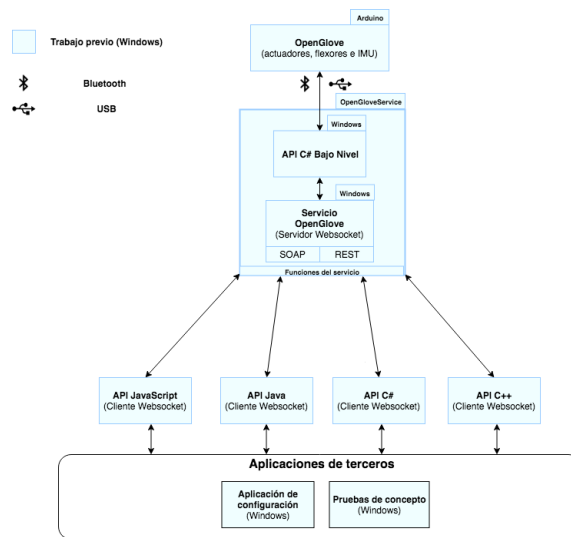 Arduino
Trabajo previo (Windows)
OpenGlove
(actuadores, flexores e IMU)
Bluetooth
USB
OpenGloveService
Windows
API C# Bajo Nivel
Windows
Servicio
OpenGlove
(Servidor Websocket)
SOAP
REST
Funciones del servicio
API JavaScript
(Cliente Websocket)
API Java
(Cliente Websocket)
API C#
(Cliente Websocket)
API C++
(Cliente Websocket)
Aplicaciones de terceros
Aplicación de
configuración
(Windows)
Pruebas de concepto
(Windows)